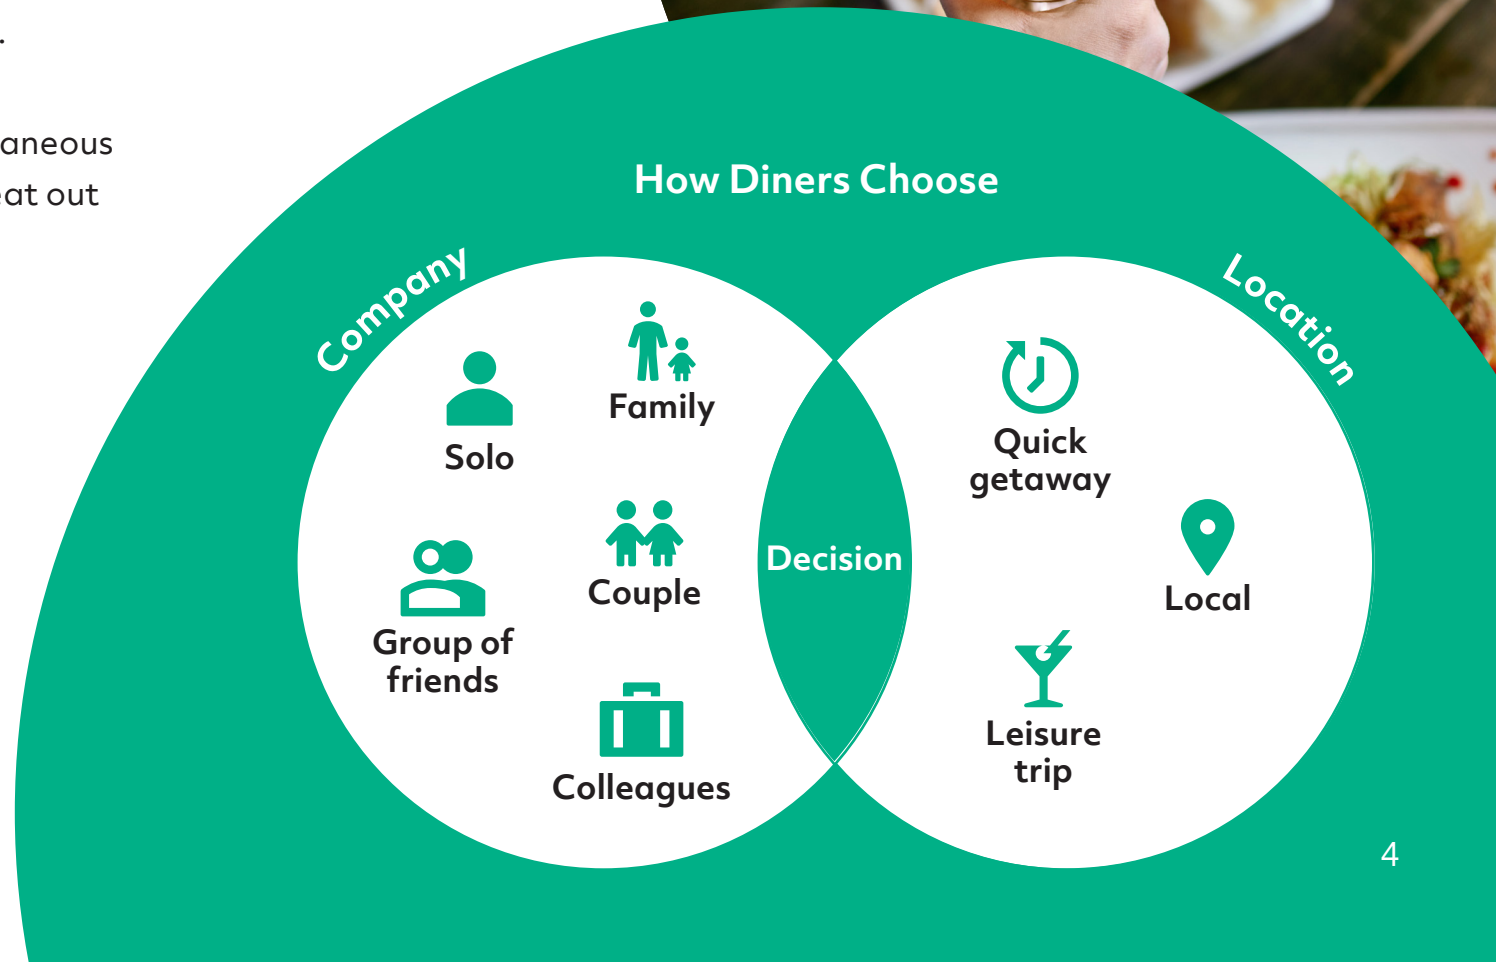 .
aneous
eat out
How Diners Choose
Company
Location
Family
Solo
Quick
getaway
Couple
Decision
Local
Group of
friends
Leisure
trip
Colleagues
4